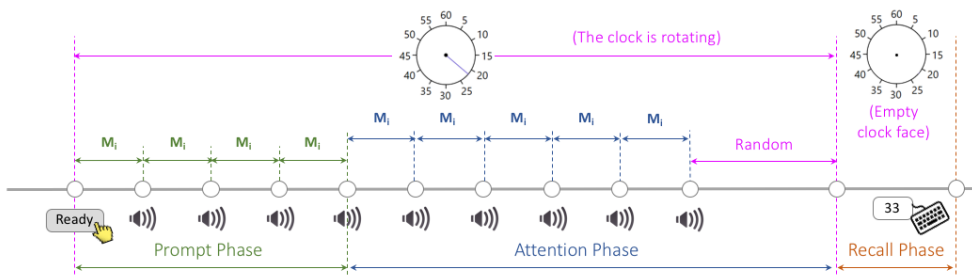 60
55 5
50 10
45 15
40 20
35 25
30
(The clock is rotating)
60
55 5
50 10
45 15
40 20
35 25
30
(Empty
clock face)
Mi Mi Mi Mi
Mi Mi Mi Mi Mi
Random
Ready
33
Prompt Phase
Attention Phase
Recall Phase